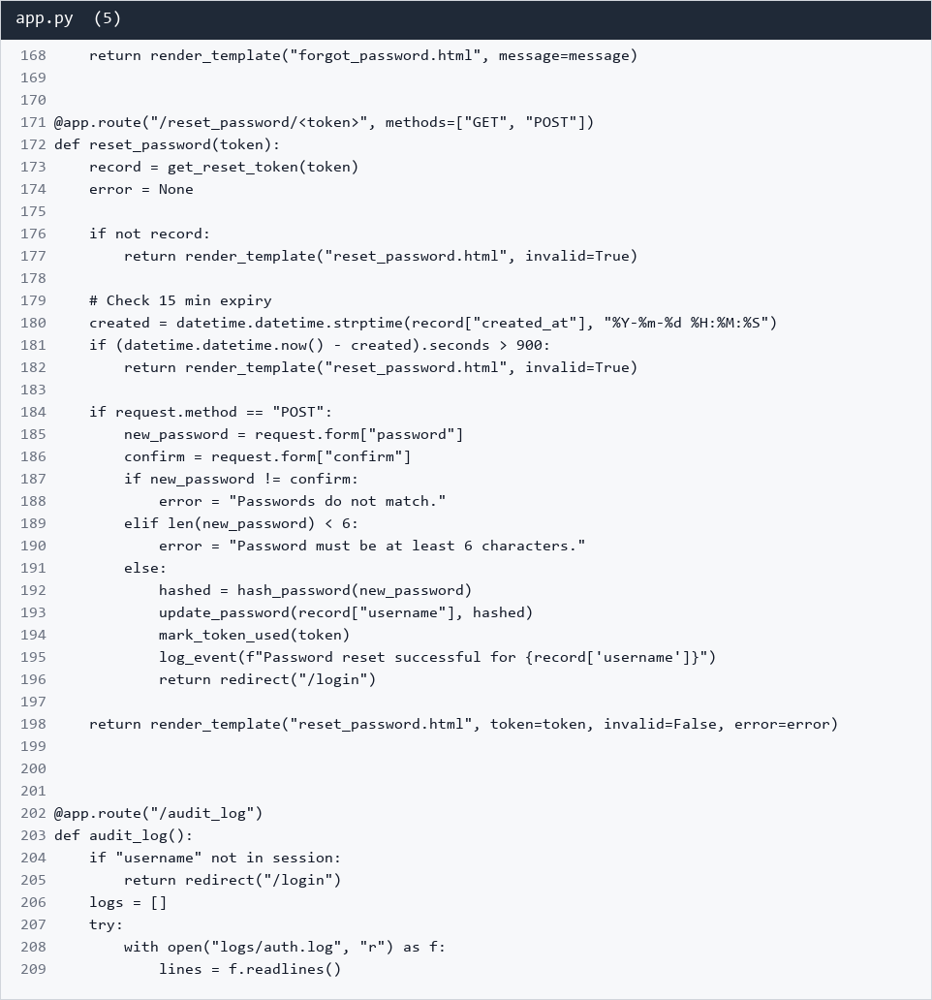 app.py  (5)
168     return render_template("forgot_password.html", message=message)
169
170
171 @app.route("/reset_password/<token>", methods=["GET", "POST"])
172 def reset_password(token):
173     record = get_reset_token(token)
174     error = None
175
176     if not record:
177         return render_template("reset_password.html", invalid=True)
178
179     # Check 15 min expiry
180     created = datetime.datetime.strptime(record["created_at"], "%Y-%m-%d %H:%M:%S")
181     if (datetime.datetime.now() - created).seconds > 900:
182         return render_template("reset_password.html", invalid=True)
183
184     if request.method == "POST":
185         new_password = request.form["password"]
186         confirm = request.form["confirm"]
187         if new_password != confirm:
188             error = "Passwords do not match."
189         elif len(new_password) < 6:
190             error = "Password must be at least 6 characters."
191         else:
192             hashed = hash_password(new_password)
193             update_password(record["username"], hashed)
194             mark_token_used(token)
195             log_event(f"Password reset successful for {record['username']}")
196             return redirect("/login")
197
198     return render_template("reset_password.html", token=token, invalid=False, error=error)
199
200
201
202 @app.route("/audit_log")
203 def audit_log():
204     if "username" not in session:
205         return redirect("/login")
206     logs = []
207     try:
208         with open("logs/auth.log", "r") as f:
209             lines = f.readlines()